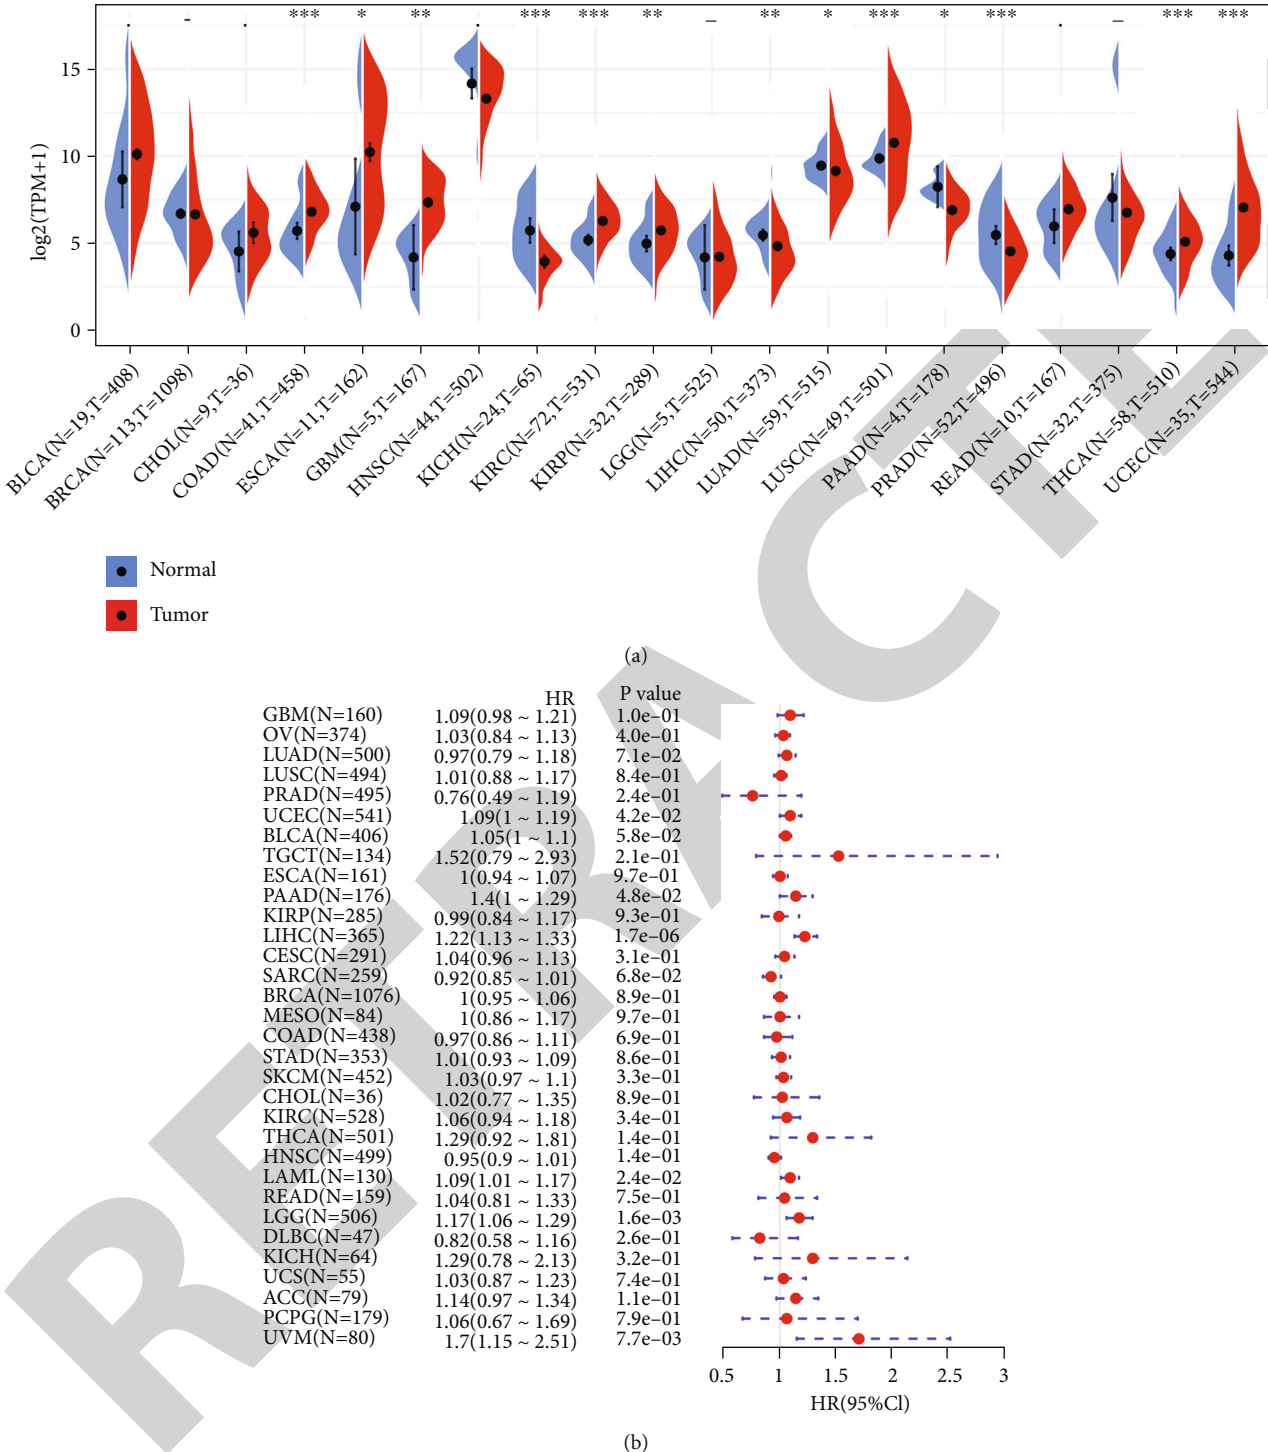 . - . *** * ** . *** *** ** – ** * *** * *** . – *** ***
15
10
5
0
log2(TPM+1)
BLCA(N=19,T=408)
BRCA(N=113,T=1098)
CHOL(N=9,T=36)
COAD(N=41,T=458)
ESCA(N=11,T=162)
GBM(N=5,T=167)
HNSC(N=44,T=502)
KICH(N=24,T=65)
KIRC(N=72,T=531)
KIRP(N=32,T=289)
LGG(N=5,T=525)
LIHC(N=50,T=373)
LUAD(N=59,T=515)
LUSC(N=49,T=501)
PAAD(N=4,T=178)
PRAD(N=52,T=496)
READ(N=10,T=167)
STAD(N=32,T=375)
THCA(N=58,T=510)
UCEC(N=35,T=544)
Normal
Tumor
(a)
HR P value
GBM(N=160) 1.09(0.98 ~ 1.21) 1.0e−01
OV(N=374) 1.03(0.84 ~ 1.13) 4.0e−01
LUAD(N=500) 0.97(0.79 ~ 1.18) 7.1e−02
LUSC(N=494) 1.01(0.88 ~ 1.17) 8.4e−01
PRAD(N=495) 0.76(0.49 ~ 1.19) 2.4e−01
UCEC(N=541) 1.09(1 ~ 1.19) 4.2e−02
BLCA(N=406) 1.05(1 ~ 1.1) 5.8e−02
TGCT(N=134) 1.52(0.79 ~ 2.93) 2.1e−01
ESCA(N=161) 1(0.94 ~ 1.07) 9.7e−01
PAAD(N=176) 1.4(1 ~ 1.29) 4.8e−02
KIRP(N=285) 0.99(0.84 ~ 1.17) 9.3e−01
LIHC(N=365) 1.22(1.13 ~ 1.33) 1.7e−06
CESC(N=291) 1.04(0.96 ~ 1.13) 3.1e−01
SARC(N=259) 0.92(0.85 ~ 1.01) 6.8e−02
BRCA(N=1076) 1(0.95 ~ 1.06) 8.9e−01
MESO(N=84) 1(0.86 ~ 1.17) 9.7e−01
COAD(N=438) 0.97(0.86 ~ 1.11) 6.9e−01
STAD(N=353) 1.01(0.93 ~ 1.09) 8.6e−01
SKCM(N=452) 1.03(0.97 ~ 1.1) 3.3e−01
CHOL(N=36) 1.02(0.77 ~ 1.35) 8.9e−01
KIRC(N=528) 1.06(0.94 ~ 1.18) 3.4e−01
THCA(N=501) 1.29(0.92 ~ 1.81) 1.4e−01
HNSC(N=499) 0.95(0.9 ~ 1.01) 1.4e−01
LAML(N=130) 1.09(1.01 ~ 1.17) 2.4e−02
READ(N=159) 1.04(0.81 ~ 1.33) 7.5e−01
LGG(N=506) 1.17(1.06 ~ 1.29) 1.6e−03
DLBC(N=47) 0.82(0.58 ~ 1.16) 2.6e−01
KICH(N=64) 1.29(0.78 ~ 2.13) 3.2e−01
UCS(N=55) 1.03(0.87 ~ 1.23) 7.4e−01
ACC(N=79) 1.14(0.97 ~ 1.34) 1.1e−01
PCPG(N=179) 1.06(0.67 ~ 1.69) 7.9e−01
UVM(N=80) 1.7(1.15 ~ 2.51) 7.7e−03
0.5 1 1.5 2 2.5 3
HR(95%Cl)
(b)
RETRACTE